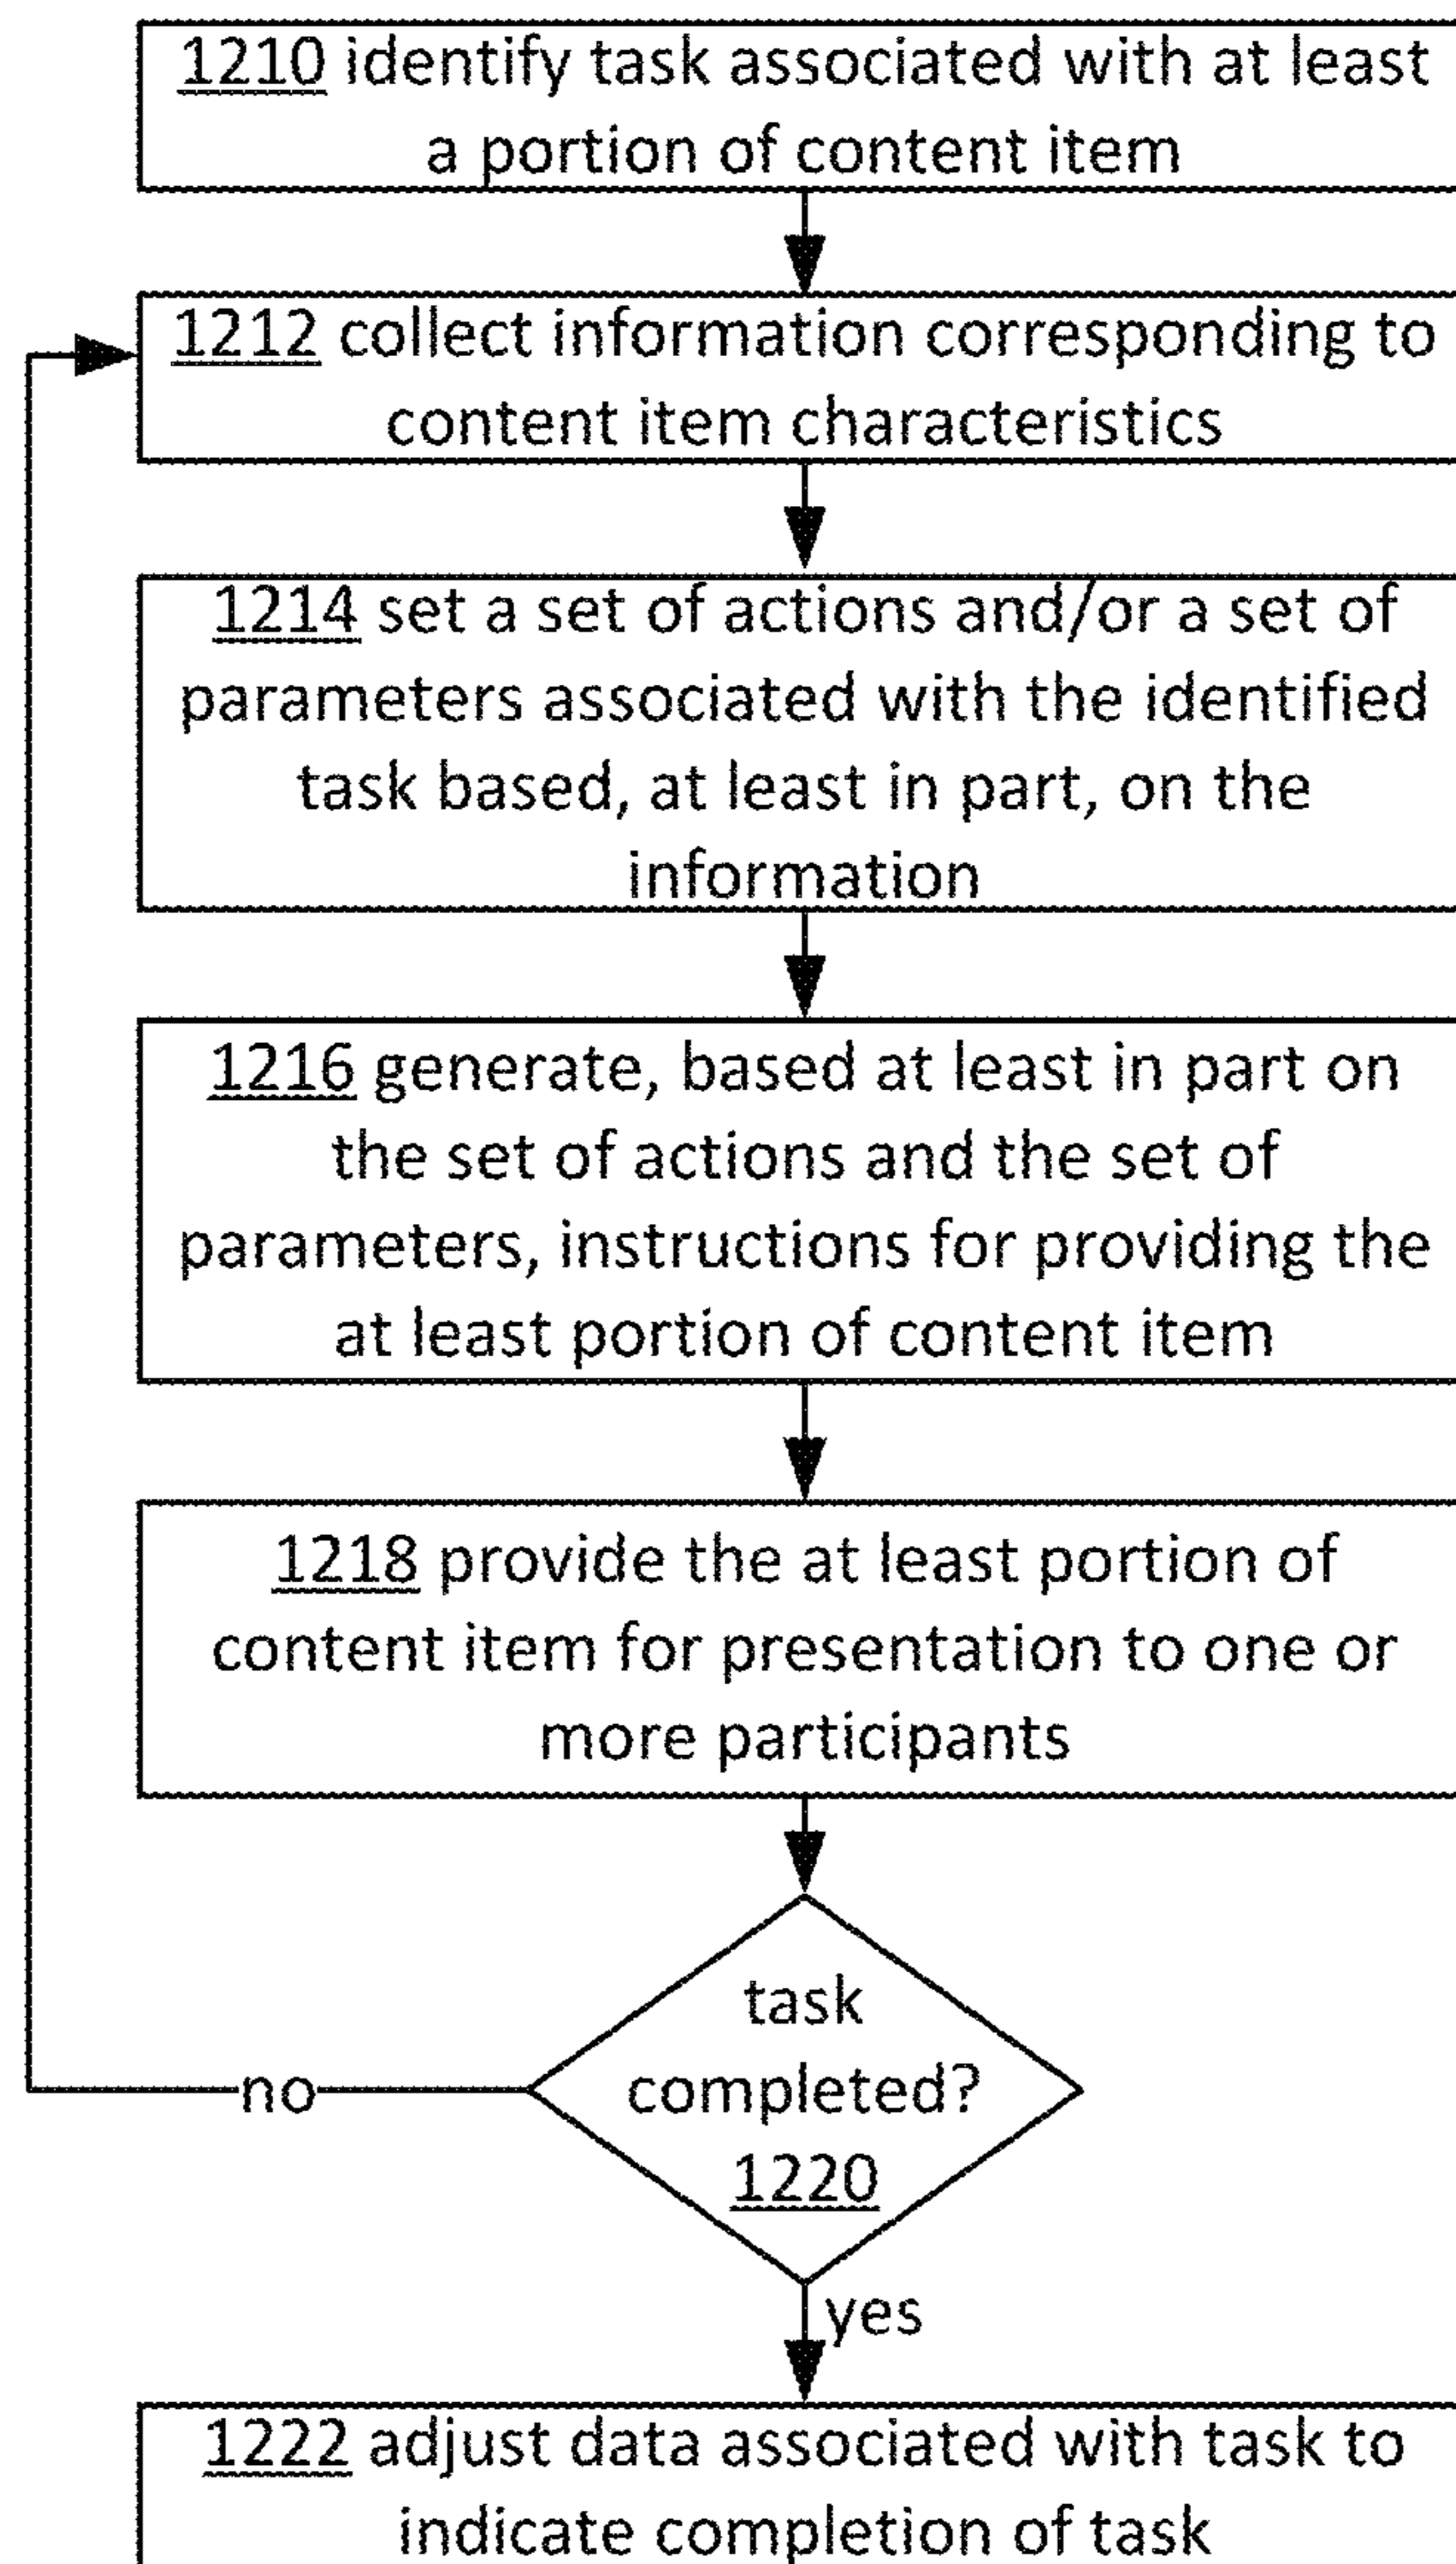 1210 identify task associated with at least
a portion of content item
1212 collect information corresponding to
content item characteristics
1214 set a set of actions and/or a set of
parameters associated with the identified
task based, at least in part, on the
information
1216 generate, based at least in part on
the set of actions and the set of
parameters, instructions for providing the
at least portion of content item
1218 provide the at least portion of
content item for presentation to one or
more participants
task
completed?
1220
no
yes
1222 adjust data associated with task to
indicate completion of task